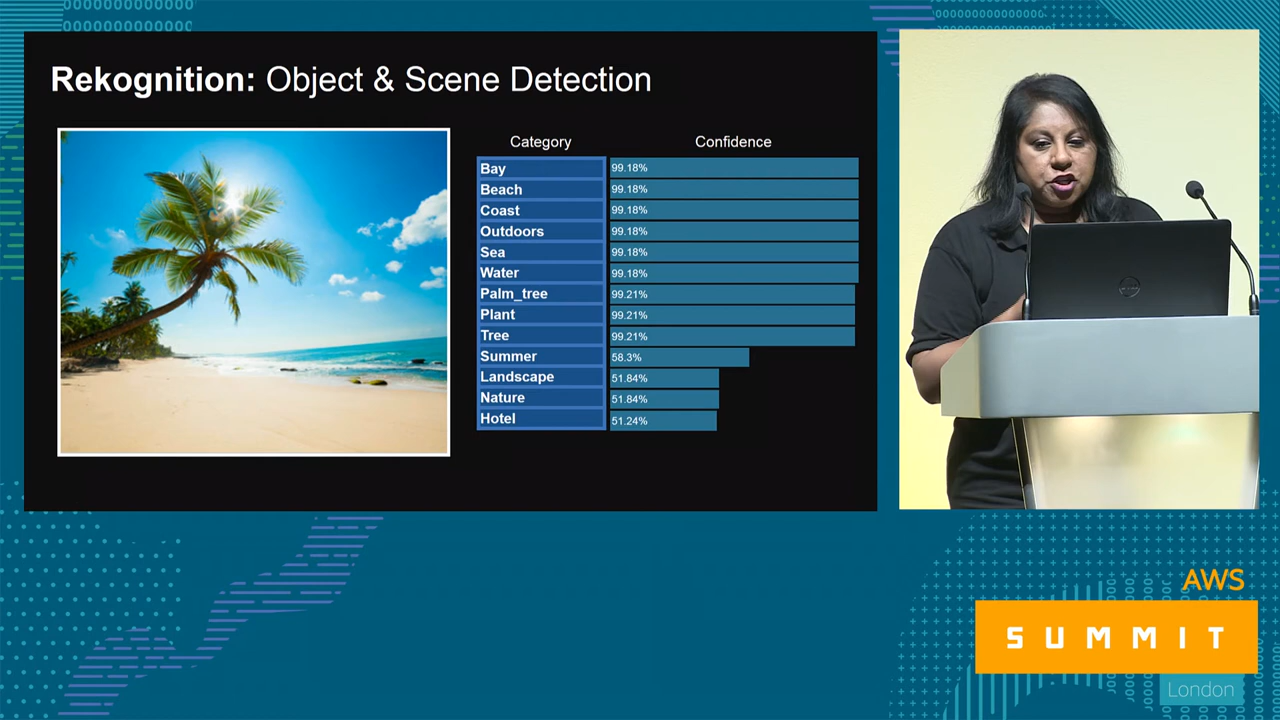 Rekognition: Object & Scene Detection
Category Confidence
Bay 99.18%
Beach 99.18%
Coast 99.18%
Outdoors 99.18%
Sea 99.18%
Water 99.18%
Palm_tree 99.21%
Plant 99.21%
Tree 99.21%
Summer 58.3%
Landscape 51.84%
Nature 51.84%
Hotel 51.24%
AWS
SUMMIT
London